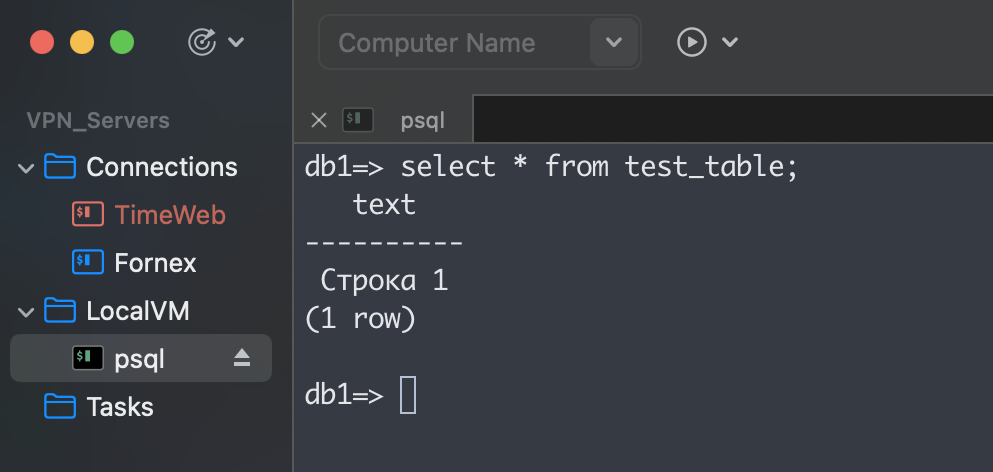 Computer Name
VPN_Servers
Connections
TimeWeb
Fornex
LocalVM
psql
Tasks
psql
db1=> select * from test_table;
text
----------
Строка 1
(1 row)
db1=>